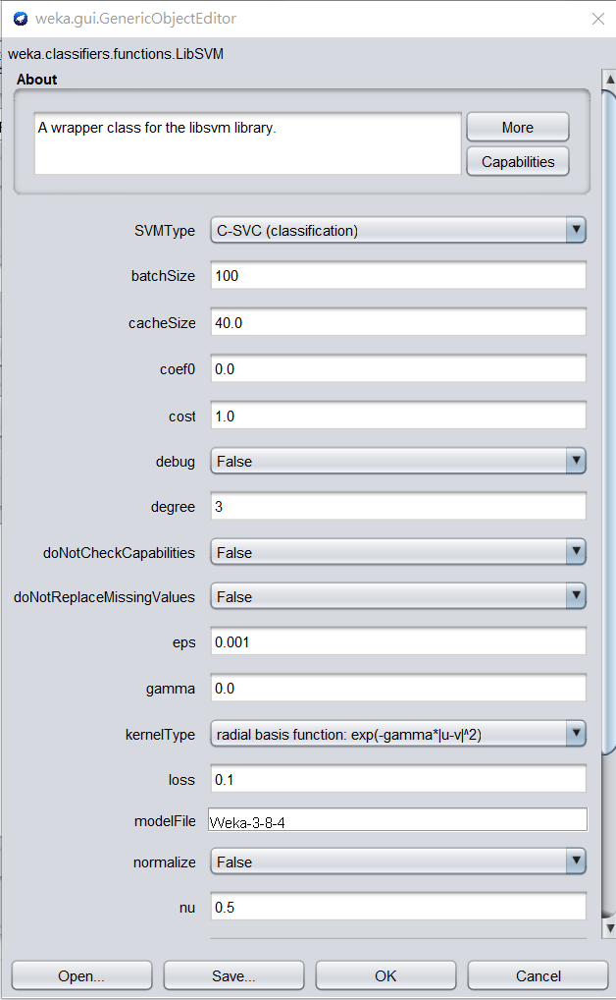 weka.gui.GenericObjectEditor
weka.classifiers.functions.LibSVM
About
A wrapper class for the libsvm library.
More
Capabilities
SVMType C-SVC (classification)
batchSize 100
cacheSize 40.0
coef0 0.0
cost 1.0
debug False
degree 3
doNotCheckCapabilities False
doNotReplaceMissingValues False
eps 0.001
gamma 0.0
kernelType radial basis function: exp(-gamma*|u-v|^2)
loss 0.1
modelFile Weka-3-8-4
normalize False
nu 0.5
Open... Save... OK Cancel